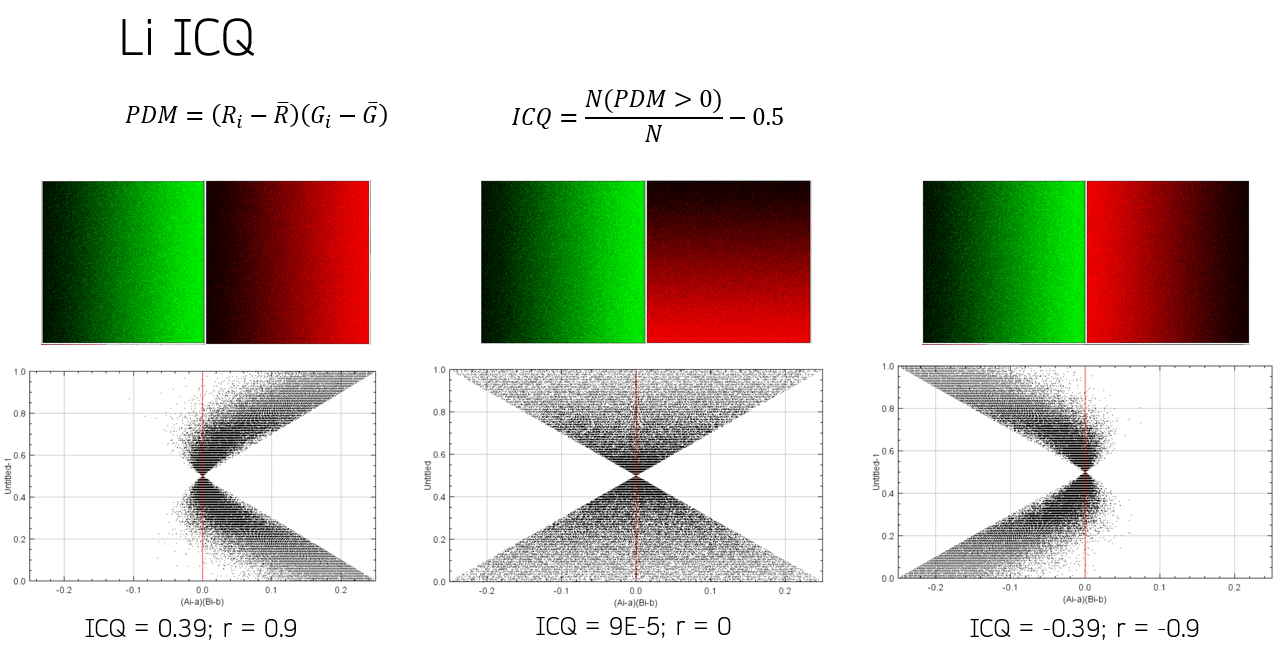 Li ICQ
PDM = (Rᵢ − R̄)(Gᵢ − Ḡ)
ICQ = N(PDM > 0) / N − 0.5
1.0
0.8
0.6
0.4
0.2
0.0
Untitled-1
-0.2 -0.1 0.0 0.1 0.2
(Ai-a)(Bi-b)
ICQ = 0.39; r = 0.9
1.0
0.8
0.6
0.4
0.2
0.0
Untitled
-0.2 -0.1 0.0 0.1 0.2
(Ai-a)(Bi-b)
ICQ = 9E-5; r = 0
1.0
0.8
0.6
0.4
0.2
0.0
Untitled-1
-0.2 -0.1 0.0 0.1 0.2
(Ai-a)(Bi-b)
ICQ = -0.39; r = -0.9